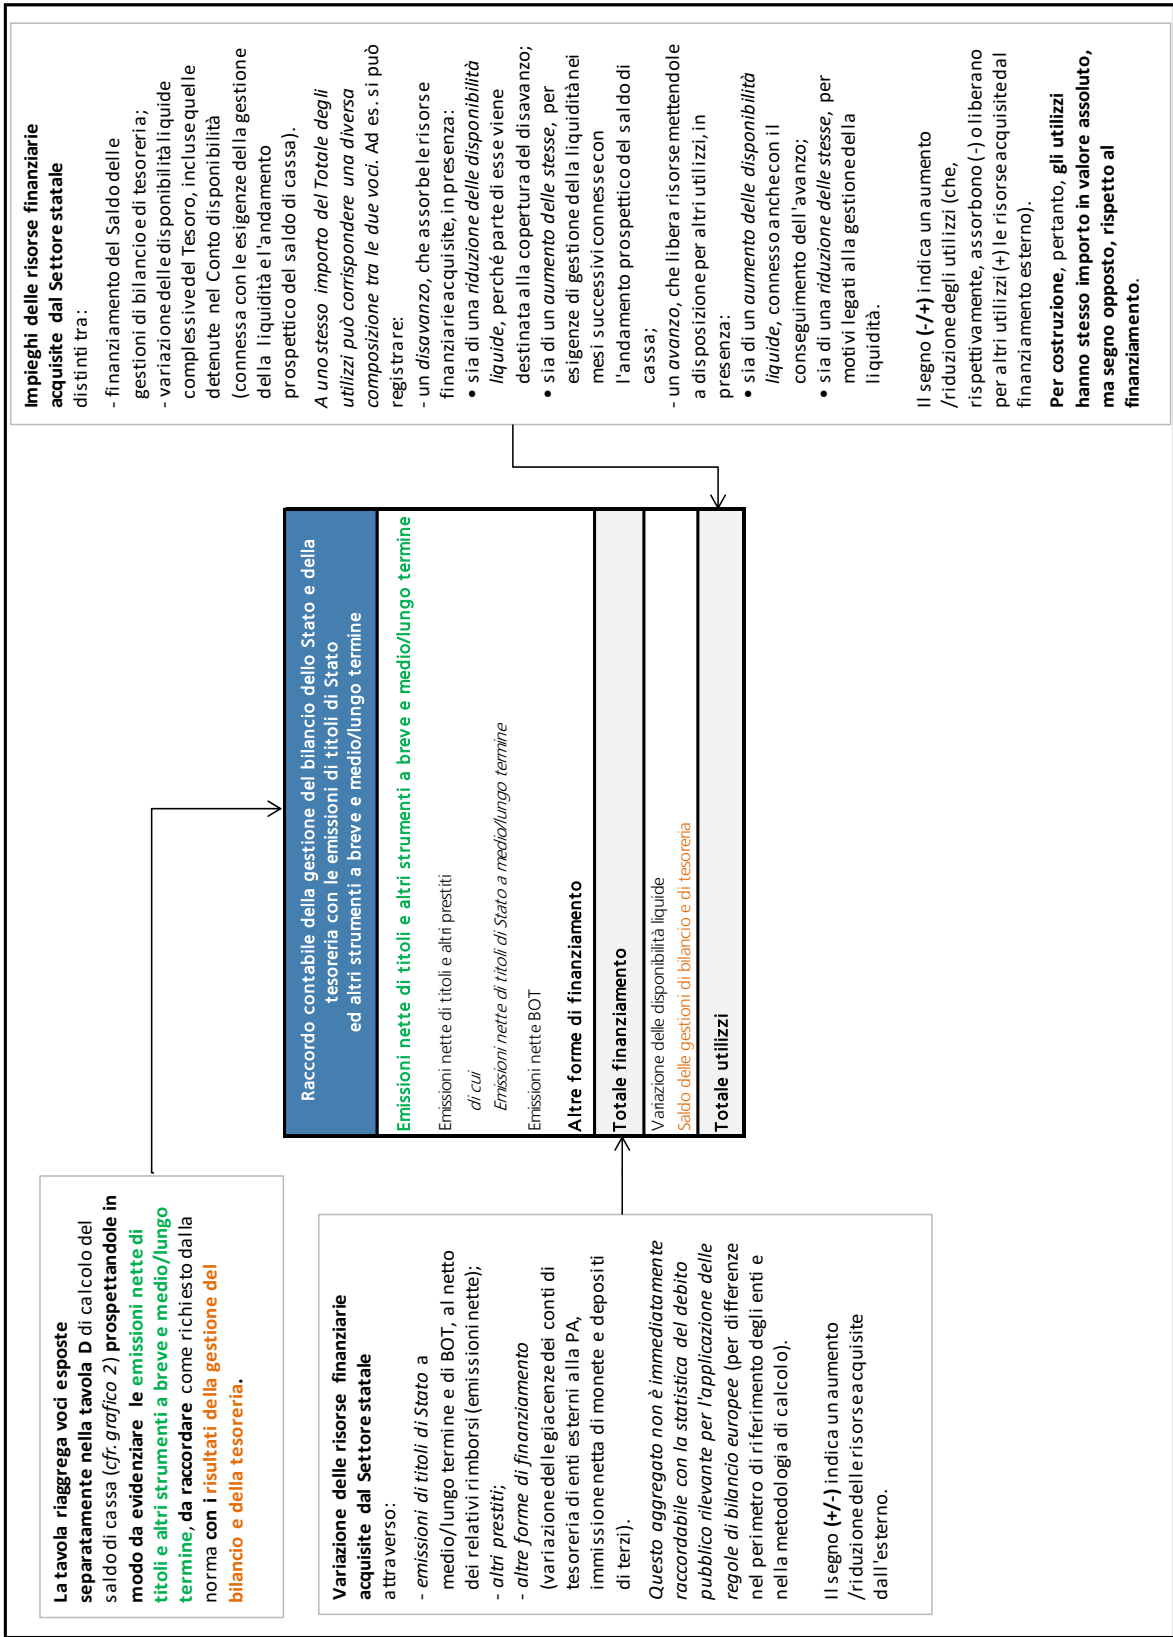 La tavola riaggrega voci esposte
separatamente nella tavola D di calcolo del
saldo di cassa (cfr. grafico 2) prospettandole in
modo da evidenziare le emissioni nette di
titoli e altri strumenti a breve e medio/lungo
termine, da raccordare come richiesto dalla
norma con i risultati della gestione del
bilancio e della tesoreria.
Variazione delle risorse finanziarie
acquisite dal Settore statale
attraverso:
- emissioni di titoli di Stato a
medio/lungo termine e di BOT, al netto
dei relativi rimborsi (emissioni nette);
- altri prestiti;
- altre forme di finanziamento
(variazione delle giacenze dei conti di
tesoreria di enti esterni alla PA,
immissione netta di monete e depositi
di terzi).
Questo aggregato non è immediatamente
raccordabile con la statistica del debito
pubblico rilevante per l'applicazione delle
regole di bilancio europee (per differenze
nel perimetro di riferimento degli enti e
nella metodologia di calcolo).
Il segno (+/-) indica un aumento
/riduzione delle risorse acquisite
dall'esterno.
Raccordo contabile della gestione del bilancio dello Stato e della
tesoreria con le emissioni di titoli di Stato
ed altri strumenti a breve e medio/lungo termine
Emissioni nette di titoli e altri strumenti a breve e medio/lungo termine
Emissioni nette di titoli e altri prestiti
di cui
Emissioni nette di titoli di Stato a medio/lungo termine
Emissioni nette BOT
Altre forme di finanziamento
Totale finanziamento
Variazione delle disponibilità liquide
Saldo delle gestioni di bilancio e di tesoreria
Totale utilizzi
Impieghi delle risorse finanziarie
acquisite dal Settore statale
distinti tra:
- finanziamento del Saldo delle
gestioni di bilancio e di tesoreria;
- variazione delle disponibilità liquide
complessive del Tesoro, incluse quelle
detenute nel Conto disponibilità
(connessa con le esigenze della gestione
della liquidità e l'andamento
prospettico del saldo di cassa).
A uno stesso importo del Totale degli
utilizzi può corrispondere una diversa
composizione tra le due voci. Ad es. si può
registrare:
- un disavanzo, che assorbe le risorse
finanziarie acquisite, in presenza:
• sia di una riduzione delle disponibilità
liquide, perché parte di esse viene
destinata alla copertura del disavanzo;
• sia di un aumento delle stesse, per
esigenze di gestione della liquidità nei
mesi successivi connesse con
l'andamento prospettico del saldo di
cassa;
- un avanzo, che libera risorse mettendole
a disposizione per altri utilizzi, in
presenza:
• sia di un aumento delle disponibilità
liquide, connesso anche con il
conseguimento dell'avanzo;
• sia di una riduzione delle stesse, per
motivi legati alla gestione della
liquidità.
Il segno (-/+) indica un aumento
/riduzione degli utilizzi (che,
rispettivamente, assorbono (-) o liberano
per altri utilizzi (+) le risorse acquisite dal
finanziamento esterno).
Per costruzione, pertanto, gli utilizzi
hanno stesso importo in valore assoluto,
ma segno opposto, rispetto al
finanziamento.